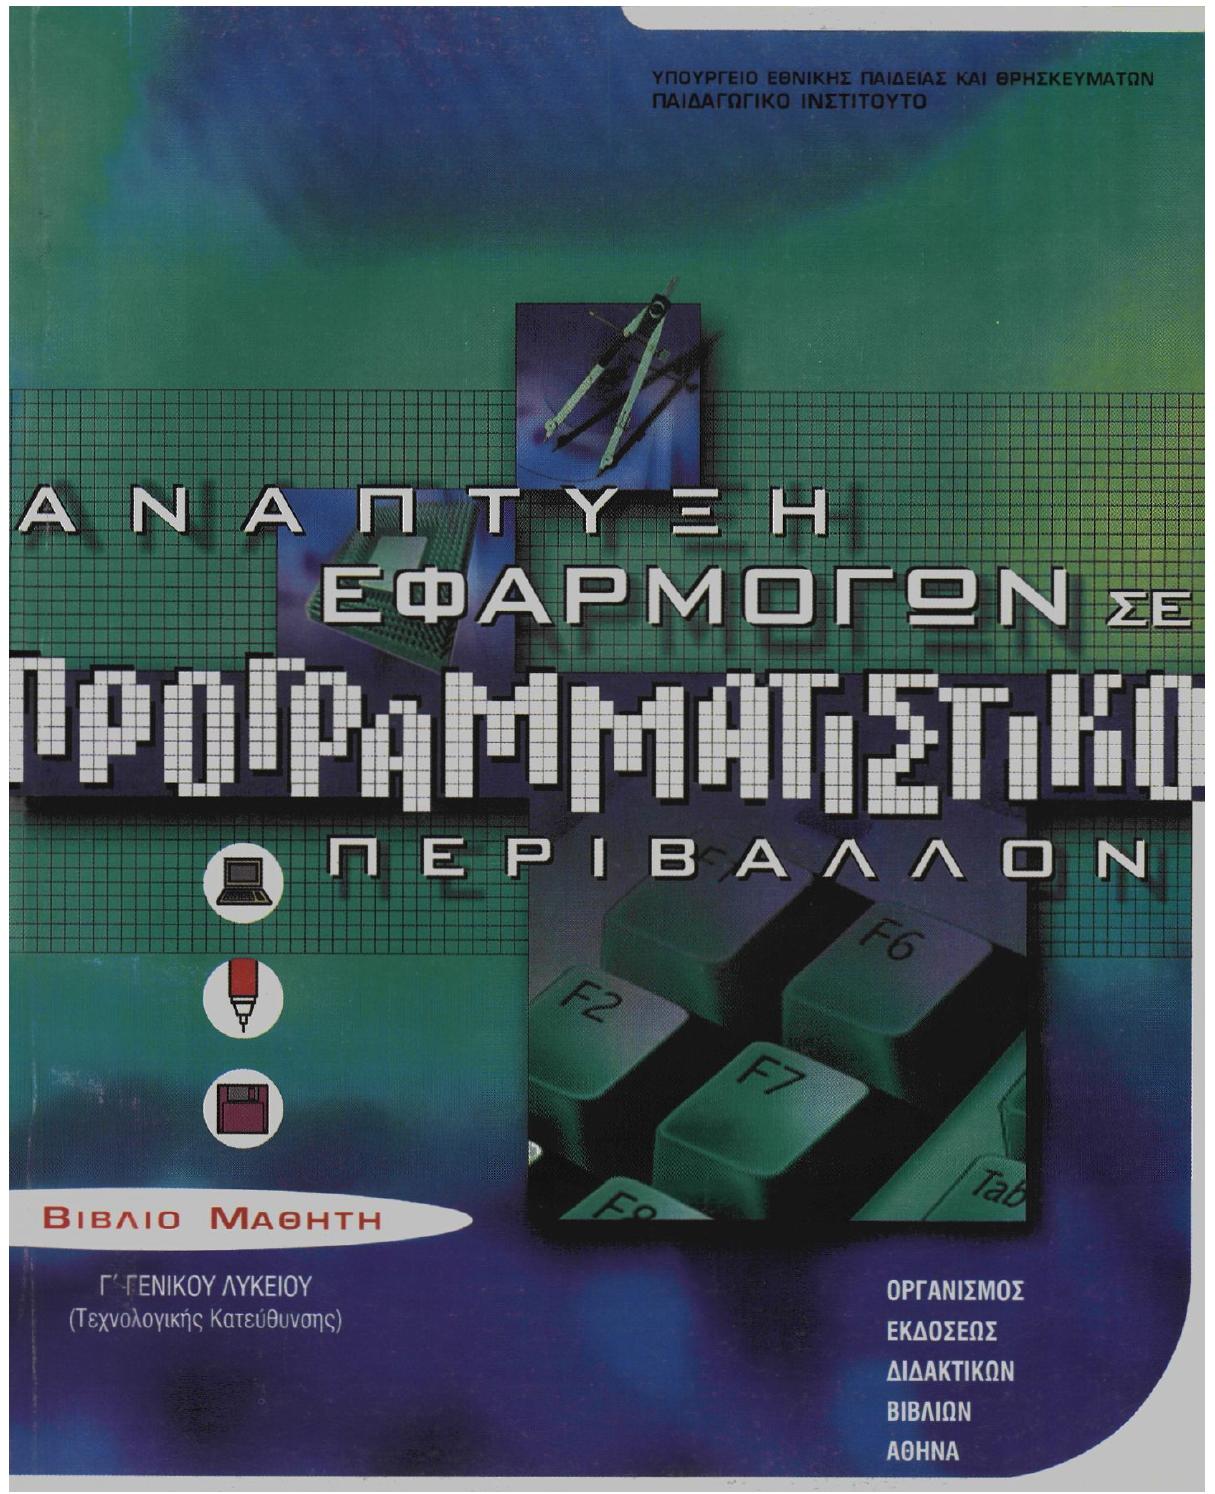 ΥΠΟΥΡΓΕΙΟ ΕΘΝΙΚΗΣ ΠΑΙΔΕΙΑΣ ΚΑΙ ΘΡΗΣΚΕΥΜΑΤΩΝ
ΠΑΙΔΑΓΩΓΙΚΟ ΙΝΣΤΙΤΟΥΤΟ
ΑΝΑΠΤΥΞΗ
ΕΦΑΡΜΟΓΩΝ ΣΕ
ΠΡΟΓΡΑΜΜΑΤΙΣΤΙΚΟ
ΠΕΡΙΒΑΛΛΟΝ
F6
F2
F7
F8
Tab
ΒΙΒΛΙΟ ΜΑΘΗΤΗ
Γ' ΓΕΝΙΚΟΥ ΛΥΚΕΙΟΥ
(Τεχνολογικής Κατεύθυνσης)
ΟΡΓΑΝΙΣΜΟΣ
ΕΚΔΟΣΕΩΣ
ΔΙΔΑΚΤΙΚΩΝ
ΒΙΒΛΙΩΝ
ΑΘΗΝΑ